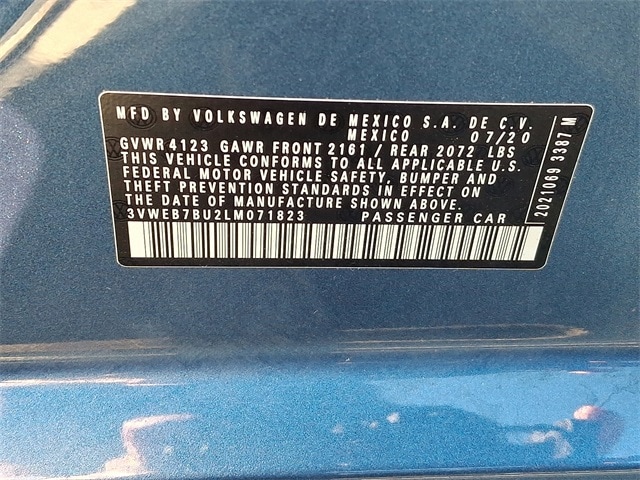 MFD BY VOLKSWAGEN DE MEXICO S.A. DE C.V.
MEXICO 07/20
GVWR 4123 GAWR FRONT 2161 / REAR 2072 LBS
THIS VEHICLE CONFORMS TO ALL APPLICABLE U.S.
FEDERAL MOTOR VEHICLE SAFETY, BUMPER AND
THEFT PREVENTION STANDARDS IN EFFECT ON
THE DATE OF MANUFACTURE SHOWN ABOVE.
3VWEB7BU2LM071823 PASSENGER CAR
2021069 3387 M